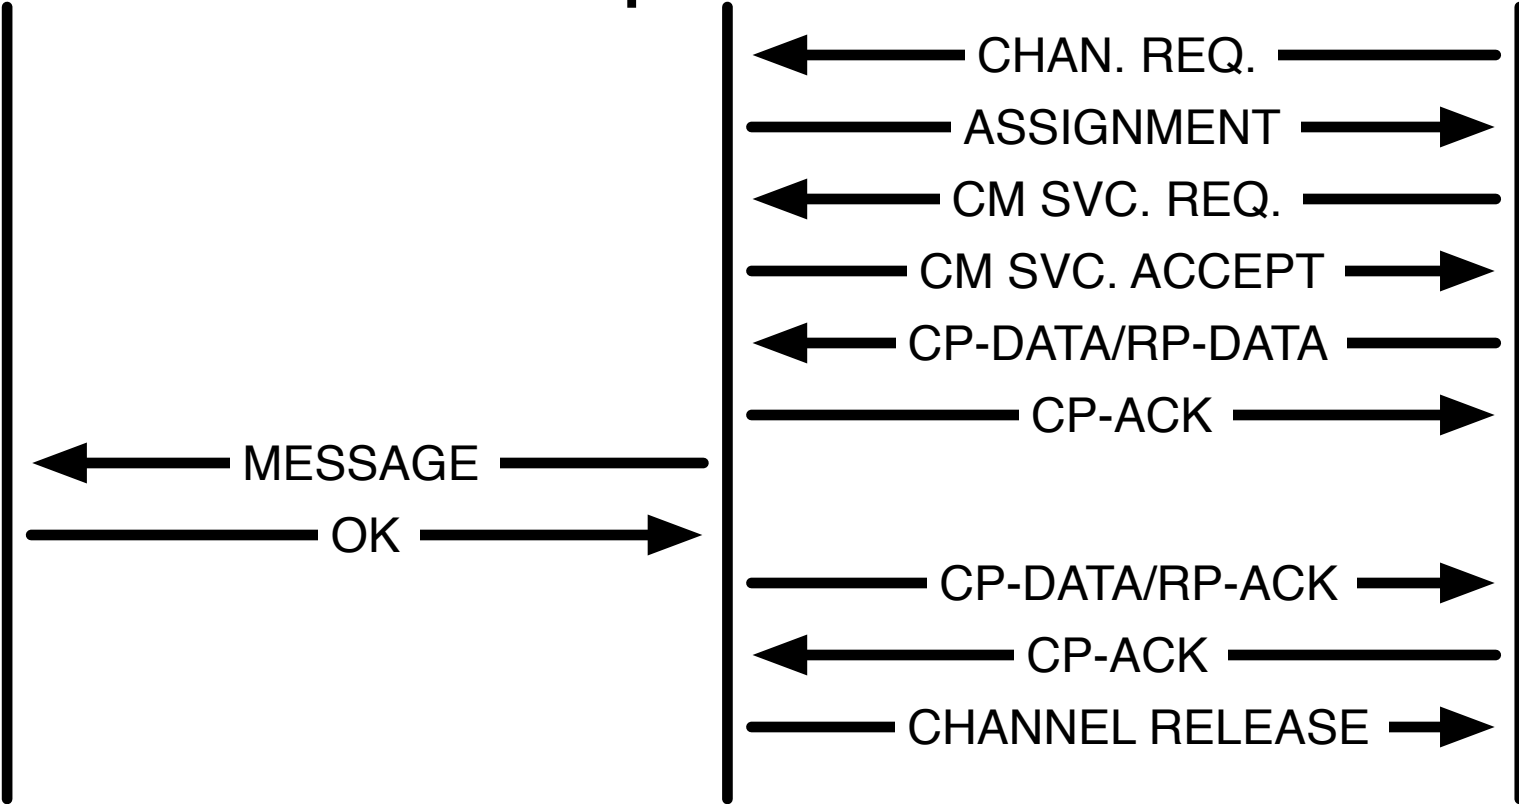 CHAN. REQ.
ASSIGNMENT
CM SVC. REQ.
CM SVC. ACCEPT
CP-DATA/RP-DATA
CP-ACK
MESSAGE
OK
CP-DATA/RP-ACK
CP-ACK
CHANNEL RELEASE